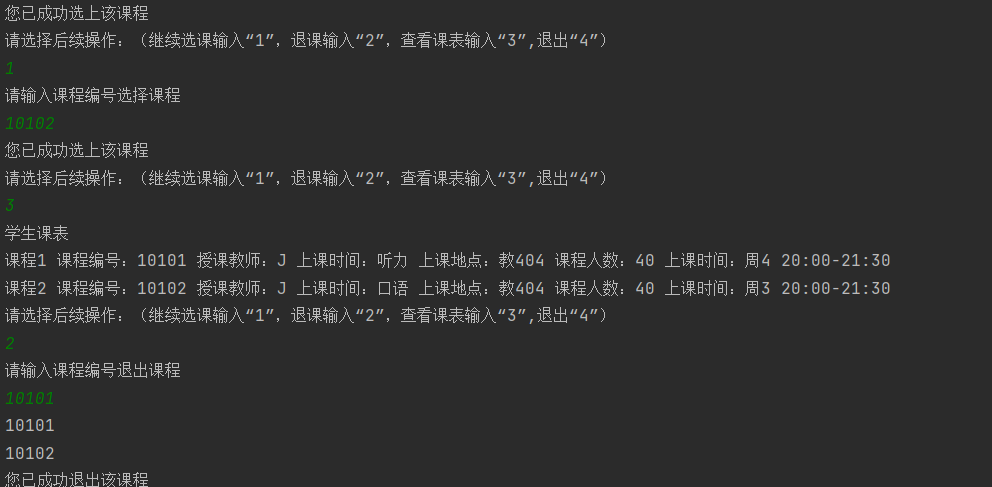 您已成功选上该课程
请选择后续操作：（继续选课输入“1”，退课输入“2”，查看课表输入“3”,退出“4”）
1
请输入课程编号选择课程
10102
您已成功选上该课程
请选择后续操作：（继续选课输入“1”，退课输入“2”，查看课表输入“3”,退出“4”）
3
学生课表
课程1 课程编号：10101 授课教师：J 上课时间：听力 上课地点：教404 课程人数：40 上课时间：周4 20:00-21:30
课程2 课程编号：10102 授课教师：J 上课时间：口语 上课地点：教404 课程人数：40 上课时间：周3 20:00-21:30
请选择后续操作：（继续选课输入“1”，退课输入“2”，查看课表输入“3”,退出“4”）
2
请输入课程编号退出课程
10101
10101
10102
您已成功退出该课程